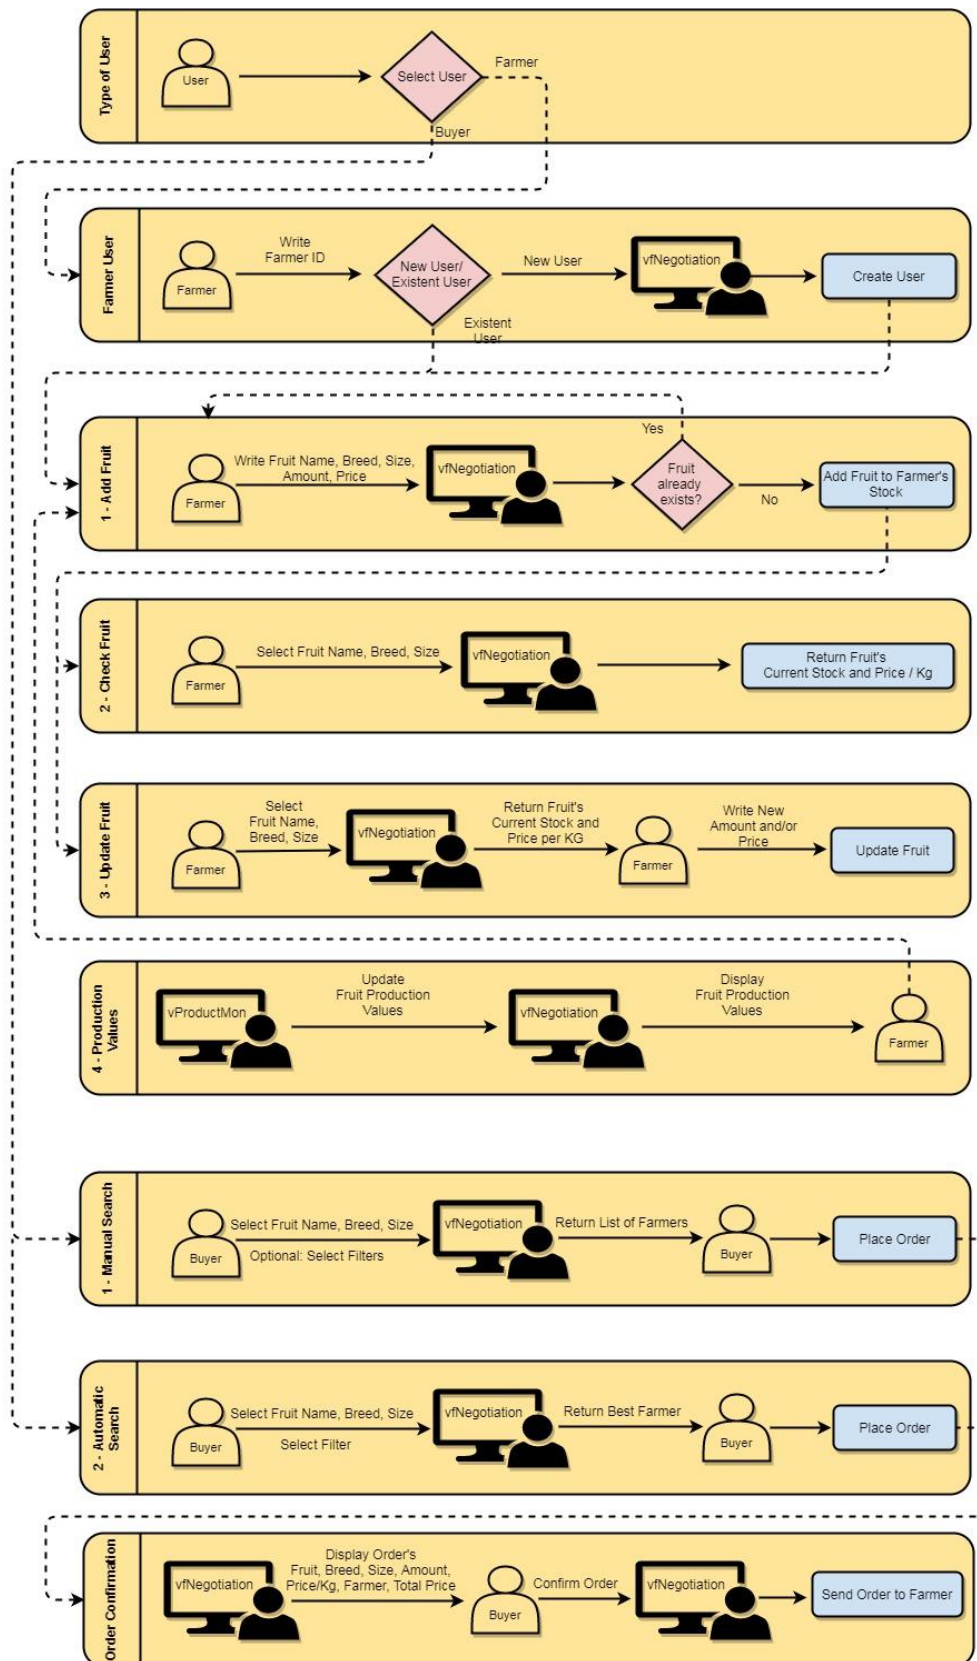 Type of User
User
Select User
Farmer
Buyer
Farmer User
Farmer
Write
Farmer ID
New User/
Existent User
New User
Existent
User
vfNegotiation
Create User
1 - Add Fruit
Farmer
Write Fruit Name, Breed, Size,
Amount, Price
vfNegotiation
Yes
Fruit
already
exists?
No
Add Fruit to Farmer's
Stock
2 - Check Fruit
Farmer
Select Fruit Name, Breed, Size
vfNegotiation
Return Fruit's
Current Stock and Price / Kg
3 - Update Fruit
Farmer
Select
Fruit Name,
Breed, Size
vfNegotiation
Return Fruit's
Current Stock and
Price per KG
Farmer
Write New
Amount and/or
Price
Update Fruit
4 - Production
Values
vProductMon
Update
Fruit Production
Values
vfNegotiation
Display
Fruit Production
Values
Farmer
1 - Manual Search
Buyer
Select Fruit Name, Breed, Size
Optional: Select Filters
vfNegotiation
Return List of Farmers
Buyer
Place Order
2 - Automatic
Search
Buyer
Select Fruit Name, Breed, Size
Select Filter
vfNegotiation
Return Best Farmer
Buyer
Place Order
Order Confirmation
vfNegotiation
Display Order's
Fruit, Breed, Size, Amount,
Price/Kg, Farmer, Total Price
Buyer
Confirm Order
vfNegotiation
Send Order to Farmer